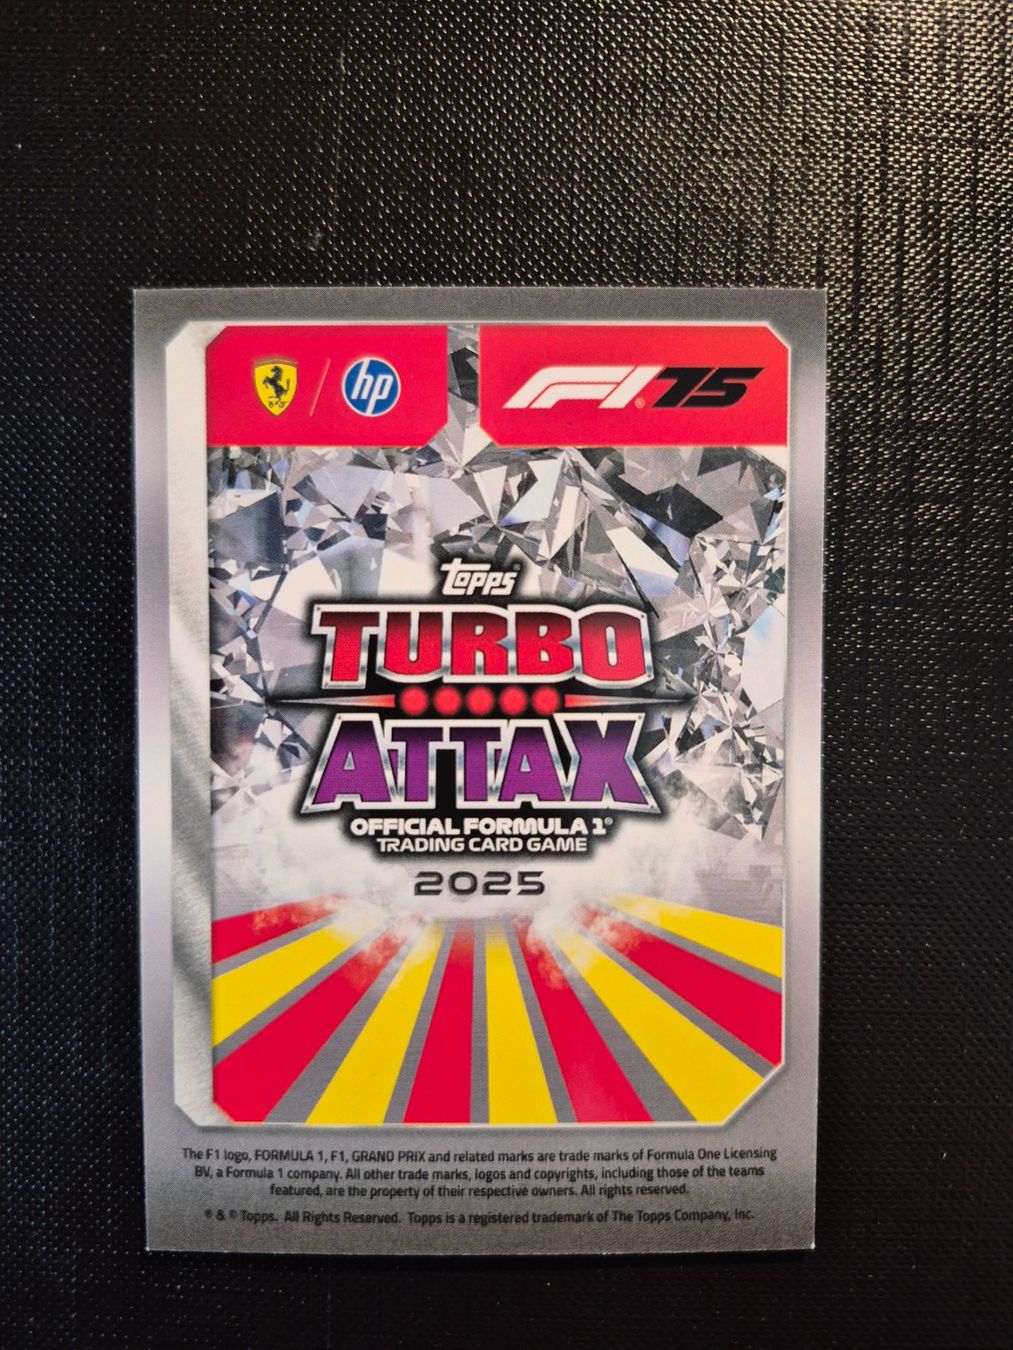 hp
F1® 75
Topps®
TURBO
ATTAX
OFFICIAL FORMULA 1®
TRADING CARD GAME
2025
The F1 logo, FORMULA 1, F1, GRAND PRIX and related marks are trade marks of Formula One Licensing
BV, a Formula 1 company. All other trade marks, logos and copyrights, including those of the teams
featured, are the property of their respective owners. All rights reserved.
® & © Topps. All Rights Reserved. Topps is a registered trademark of The Topps Company, Inc.